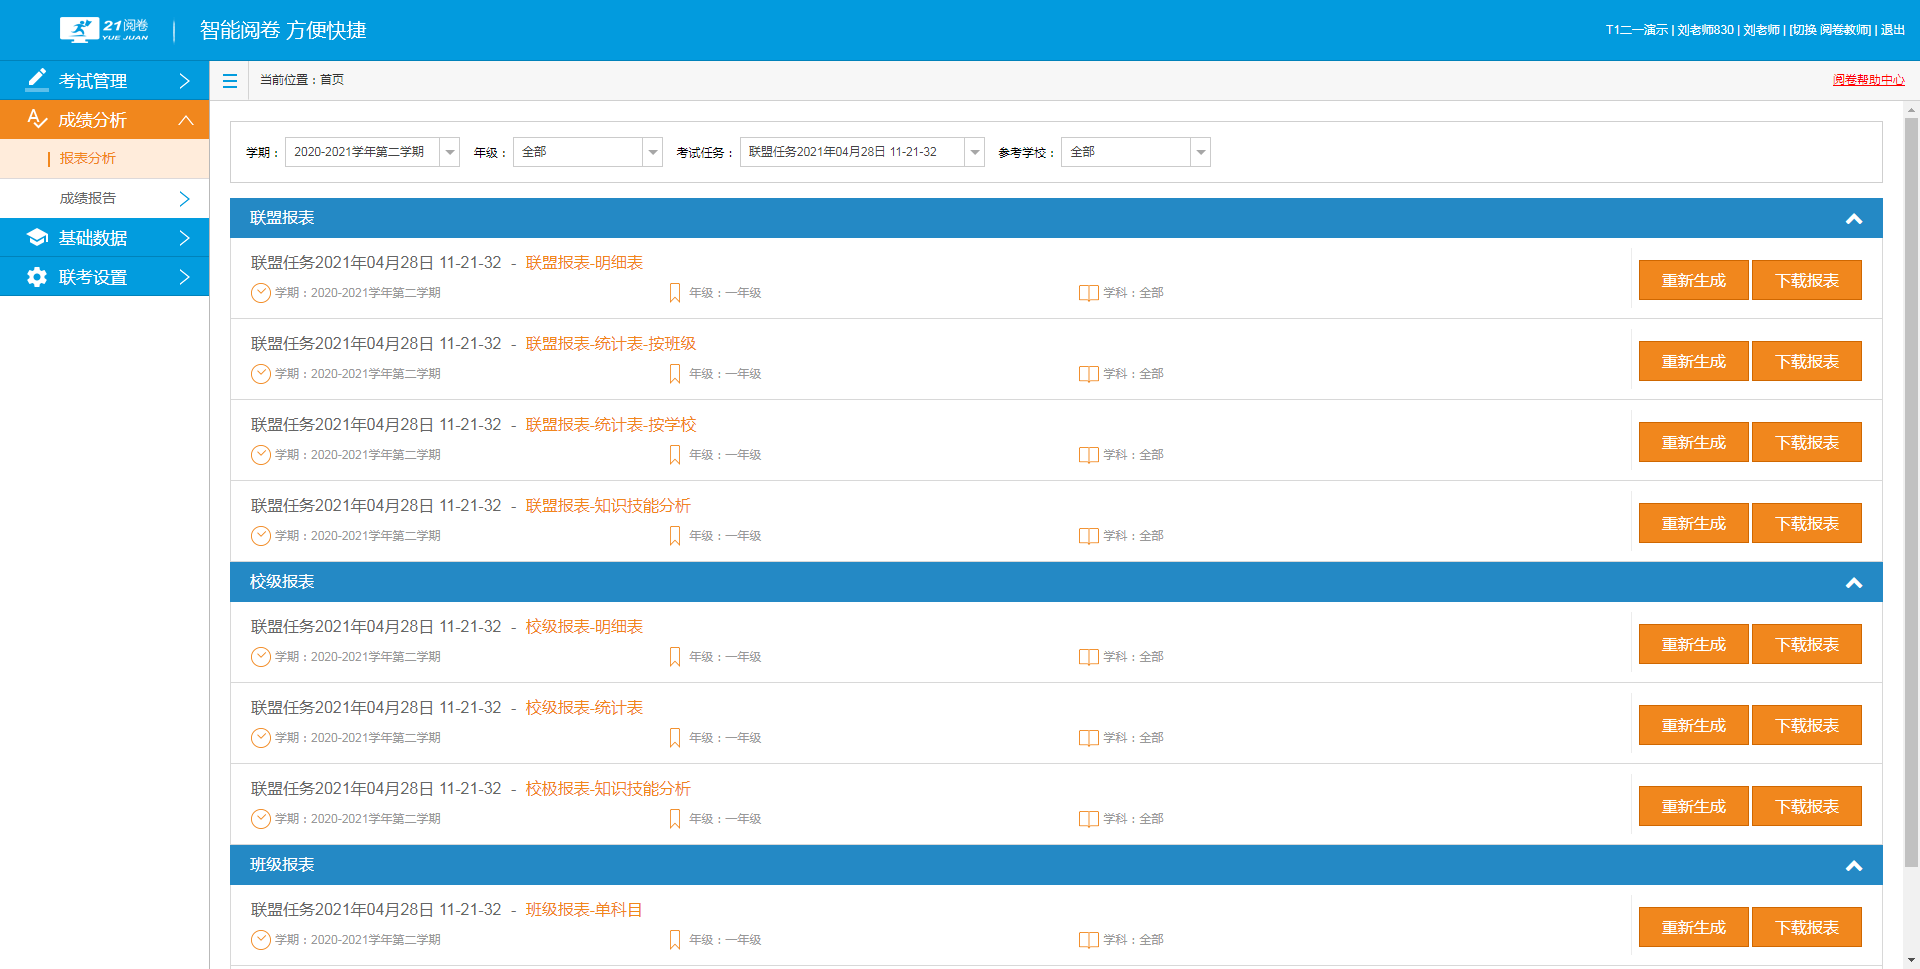 21阅卷
YUE JUAN
智能阅卷 方便快捷
T1二一演示 | 刘老师830 | 刘老师 | [切换 阅卷教师] | 退出
考试管理
成绩分析
报表分析
成绩报告
基础数据
联考设置
当前位置：首页
阅卷帮助中心
学期： 2020-2021学年第二学期 年级： 全部 考试任务： 联盟任务2021年04月28日 11-21-32 参考学校： 全部
联盟报表
联盟任务2021年04月28日 11-21-32 - 联盟报表-明细表
学期：2020-2021学年第二学期 年级：一年级 学科：全部
重新生成 下载报表
联盟任务2021年04月28日 11-21-32 - 联盟报表-统计表-按班级
学期：2020-2021学年第二学期 年级：一年级 学科：全部
重新生成 下载报表
联盟任务2021年04月28日 11-21-32 - 联盟报表-统计表-按学校
学期：2020-2021学年第二学期 年级：一年级 学科：全部
重新生成 下载报表
联盟任务2021年04月28日 11-21-32 - 联盟报表-知识技能分析
学期：2020-2021学年第二学期 年级：一年级 学科：全部
重新生成 下载报表
校级报表
联盟任务2021年04月28日 11-21-32 - 校级报表-明细表
学期：2020-2021学年第二学期 年级：一年级 学科：全部
重新生成 下载报表
联盟任务2021年04月28日 11-21-32 - 校级报表-统计表
学期：2020-2021学年第二学期 年级：一年级 学科：全部
重新生成 下载报表
联盟任务2021年04月28日 11-21-32 - 校极报表-知识技能分析
学期：2020-2021学年第二学期 年级：一年级 学科：全部
重新生成 下载报表
班级报表
联盟任务2021年04月28日 11-21-32 - 班级报表-单科目
学期：2020-2021学年第二学期 年级：一年级 学科：全部
重新生成 下载报表